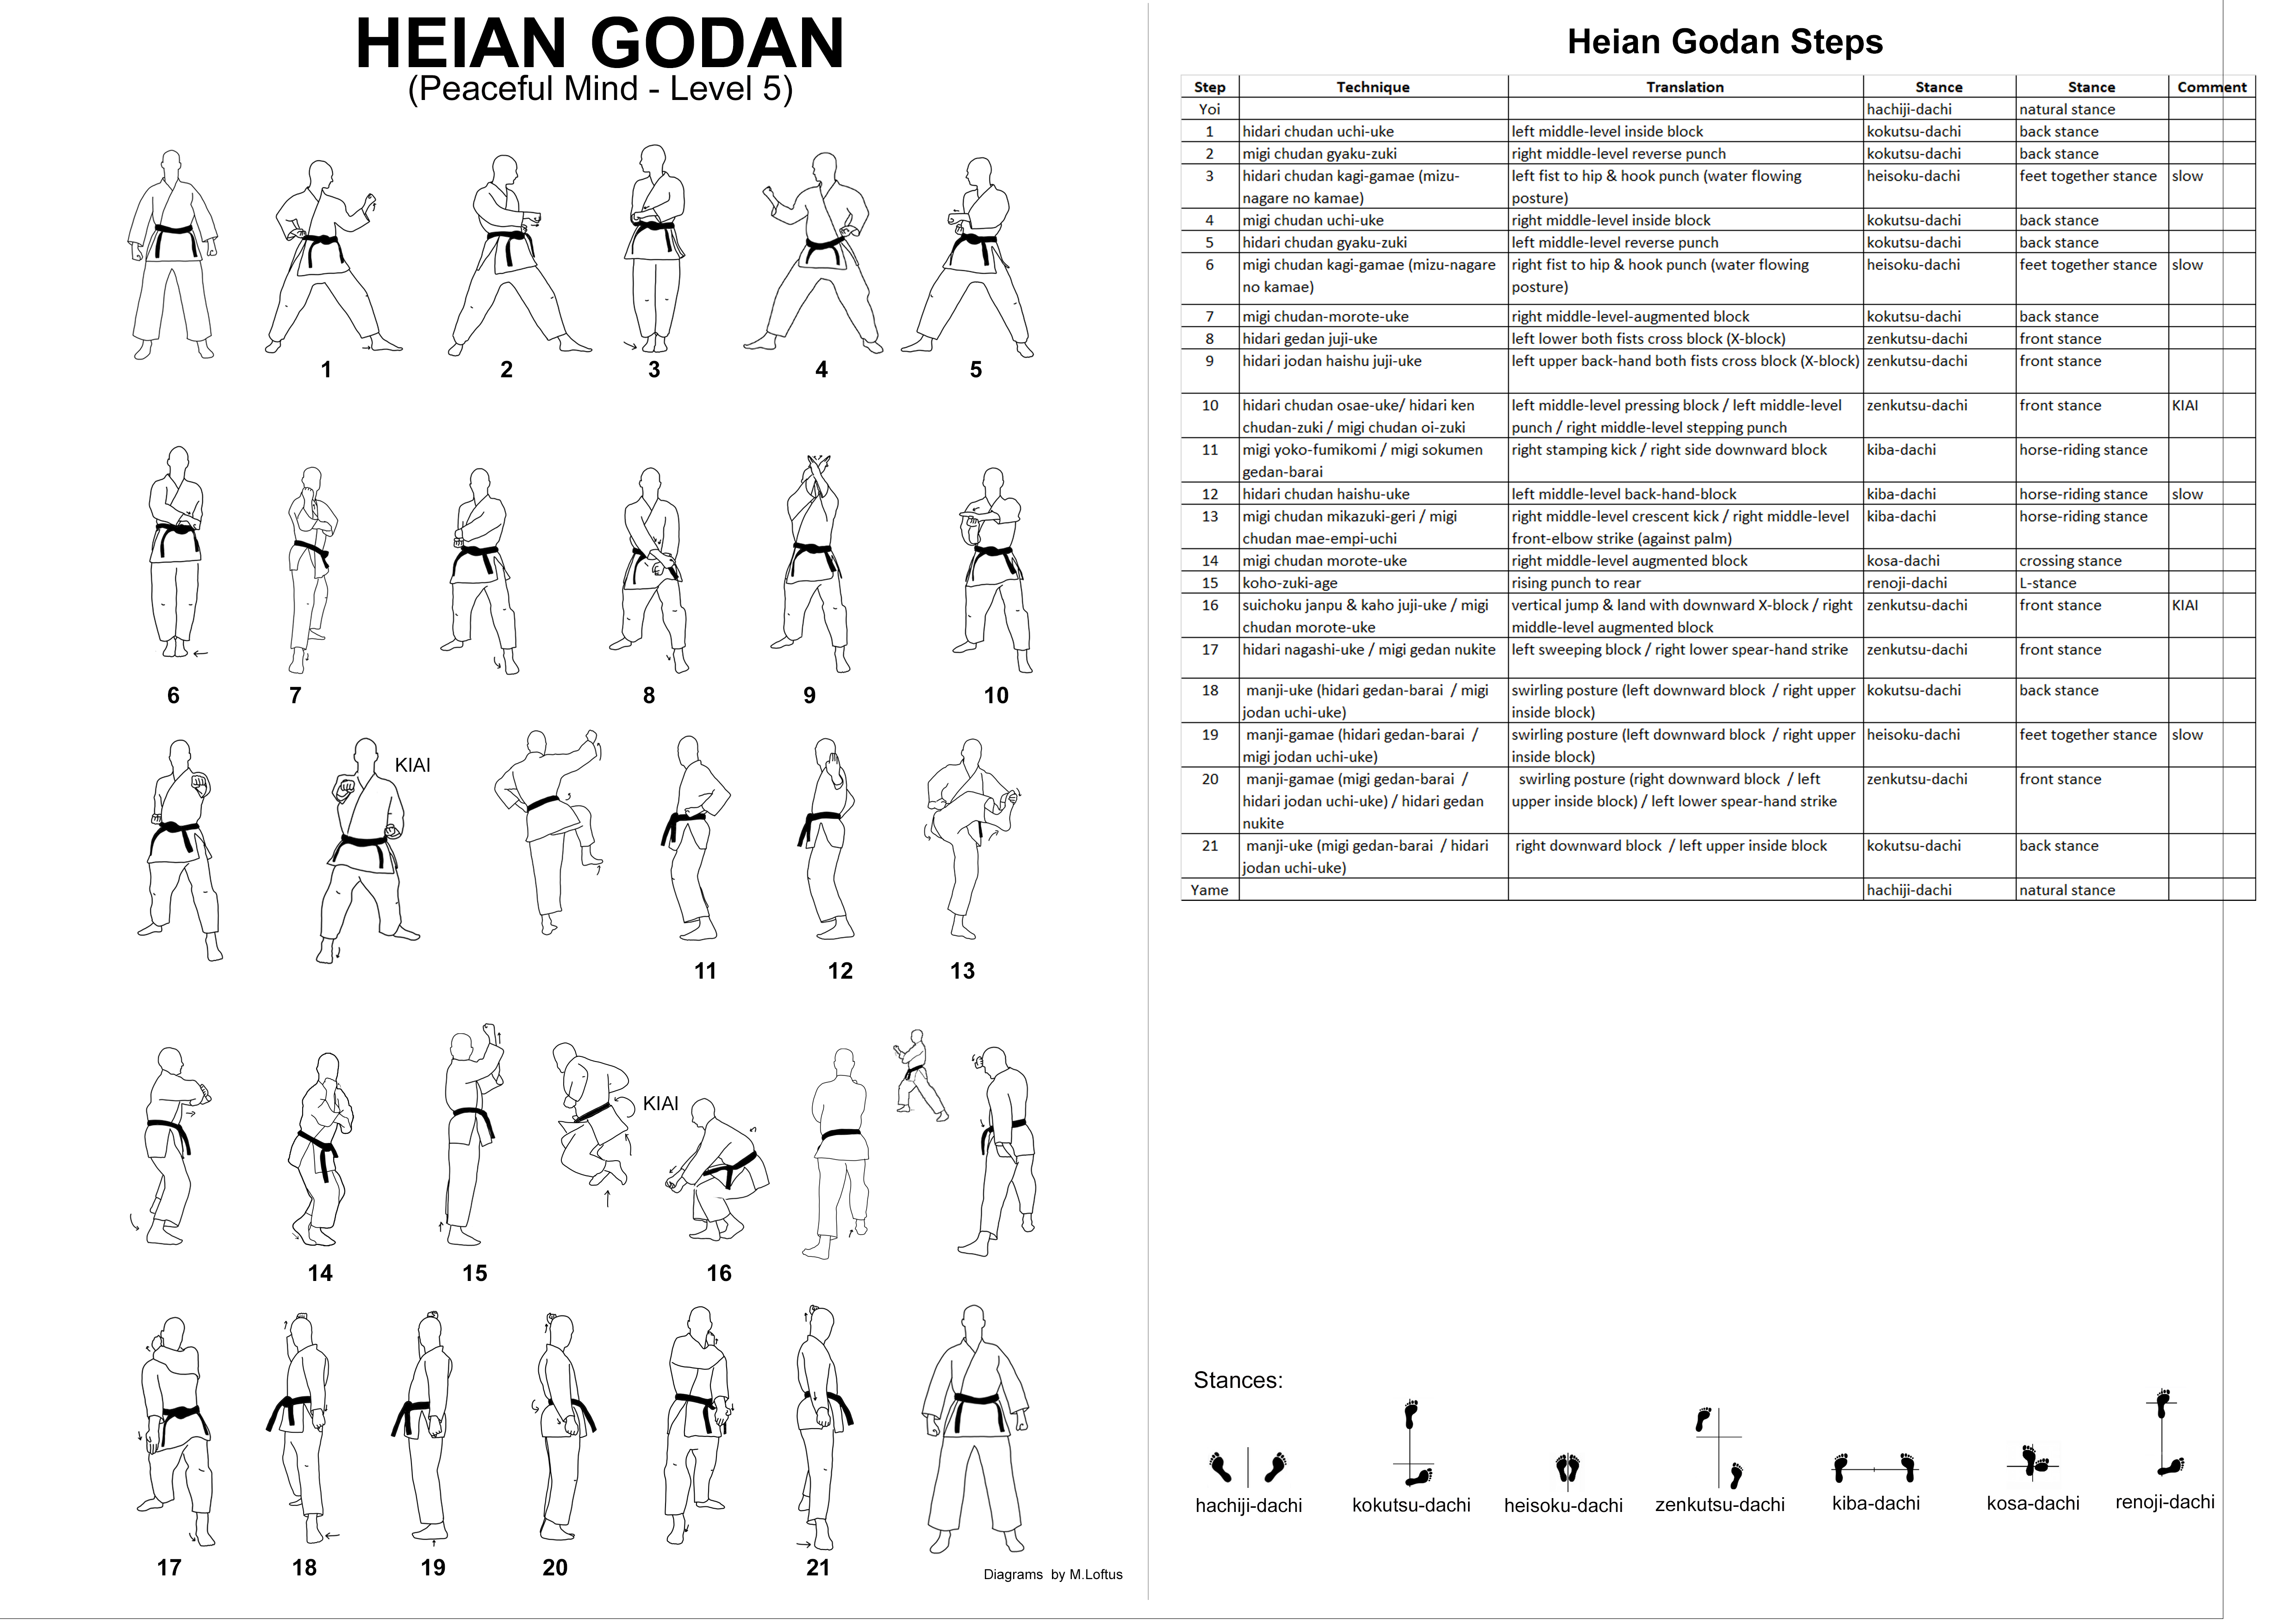 HEIAN GODAN
(Peaceful Mind - Level 5)
1 2 3 4 5
6 7 8 9 10
KIAI
11 12 13
KIAI
14 15 16
17 18 19 20 21
Diagrams by M.Loftus
Heian Godan Steps
Step Technique Translation Stance Stance Comment
Yoi hachiji-dachi natural stance
1 hidari chudan uchi-uke left middle-level inside block kokutsu-dachi back stance
2 migi chudan gyaku-zuki right middle-level reverse punch kokutsu-dachi back stance
3 hidari chudan kagi-gamae (mizu- left fist to hip & hook punch (water flowing heisoku-dachi feet together stance slow
nagare no kamae) posture)
4 migi chudan uchi-uke right middle-level inside block kokutsu-dachi back stance
5 hidari chudan gyaku-zuki left middle-level reverse punch kokutsu-dachi back stance
6 migi chudan kagi-gamae (mizu-nagare right fist to hip & hook punch (water flowing heisoku-dachi feet together stance slow
no kamae) posture)
7 migi chudan-morote-uke right middle-level-augmented block kokutsu-dachi back stance
8 hidari gedan juji-uke left lower both fists cross block (X-block) zenkutsu-dachi front stance
9 hidari jodan haishu juji-uke left upper back-hand both fists cross block (X-block) zenkutsu-dachi front stance
10 hidari chudan osae-uke/ hidari ken left middle-level pressing block / left middle-level zenkutsu-dachi front stance KIAI
chudan-zuki / migi chudan oi-zuki punch / right middle-level stepping punch
11 migi yoko-fumikomi / migi sokumen right stamping kick / right side downward block kiba-dachi horse-riding stance
gedan-barai
12 hidari chudan haishu-uke left middle-level back-hand-block kiba-dachi horse-riding stance slow
13 migi chudan mikazuki-geri / migi right middle-level crescent kick / right middle-level kiba-dachi horse-riding stance
chudan mae-empi-uchi front-elbow strike (against palm)
14 migi chudan morote-uke right middle-level augmented block kosa-dachi crossing stance
15 koho-zuki-age rising punch to rear renoji-dachi L-stance
16 suichoku janpu & kaho juji-uke / migi vertical jump & land with downward X-block / right zenkutsu-dachi front stance KIAI
chudan morote-uke middle-level augmented block
17 hidari nagashi-uke / migi gedan nukite left sweeping block / right lower spear-hand strike zenkutsu-dachi front stance
18 manji-uke (hidari gedan-barai / migi swirling posture (left downward block / right upper kokutsu-dachi back stance
jodan uchi-uke) inside block)
19 manji-gamae (hidari gedan-barai / swirling posture (left downward block / right upper heisoku-dachi feet together stance slow
migi jodan uchi-uke) inside block)
20 manji-gamae (migi gedan-barai / swirling posture (right downward block / left zenkutsu-dachi front stance
hidari jodan uchi-uke) / hidari gedan upper inside block) / left lower spear-hand strike
nukite
21 manji-uke (migi gedan-barai / hidari right downward block / left upper inside block kokutsu-dachi back stance
jodan uchi-uke)
Yame hachiji-dachi natural stance
Stances:
hachiji-dachi kokutsu-dachi heisoku-dachi zenkutsu-dachi kiba-dachi kosa-dachi renoji-dachi